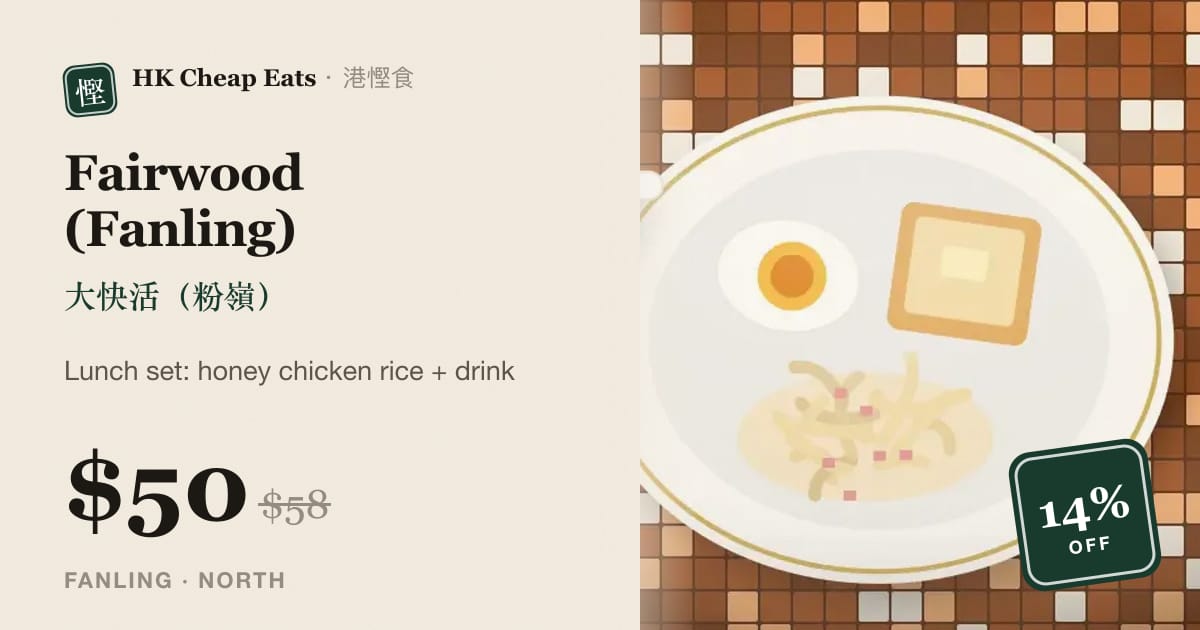 慳
HK Cheap Eats · 港慳食
Fairwood
(Fanling)
大快活（粉嶺）
Lunch set: honey chicken rice + drink
$50 $58
FANLING · NORTH
14%
OFF